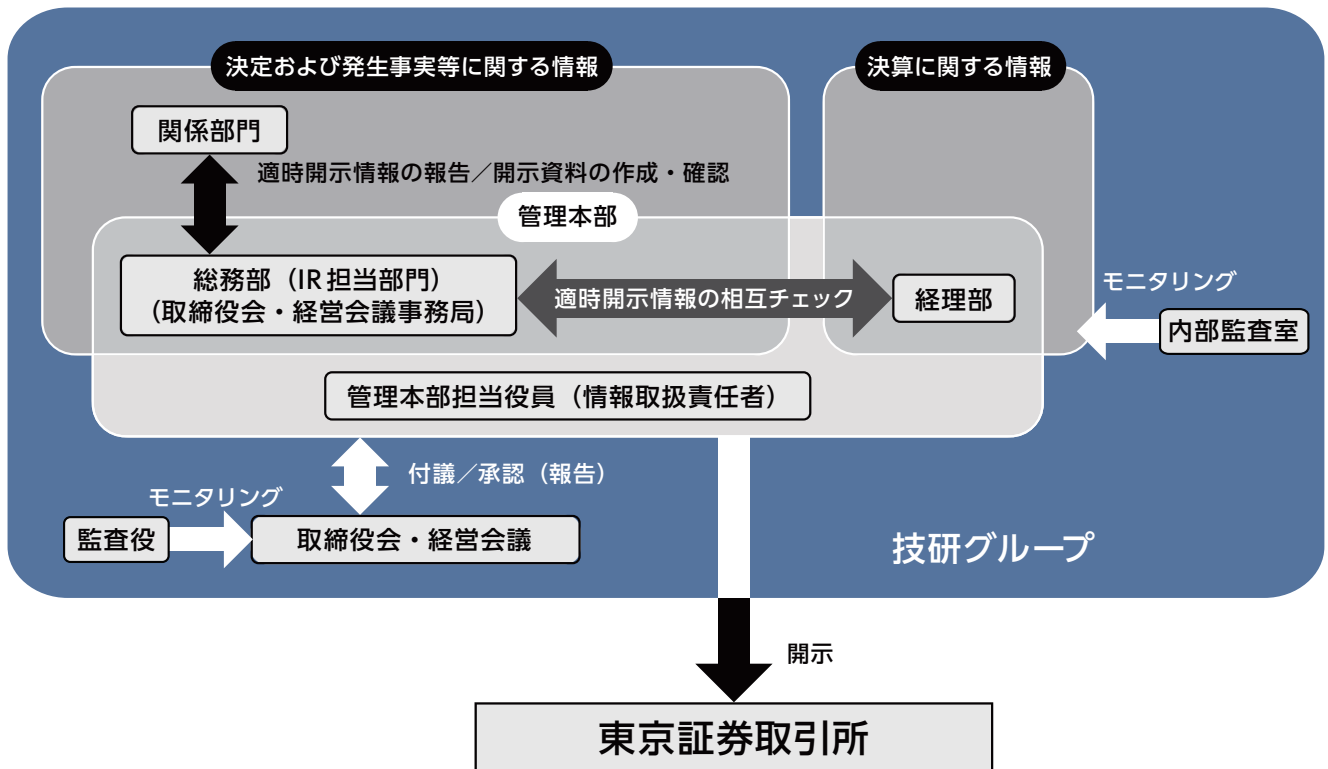 決定および発生事実等に関する情報
決算に関する情報
関係部門
適時開示情報の報告／開示資料の作成・確認
管理本部
総務部（IR担当部門）
（取締役会・経営会議事務局）
適時開示情報の相互チェック
経理部
モニタリング
内部監査室
管理本部担当役員（情報取扱責任者）
付議／承認（報告）
モニタリング
監査役
取締役会・経営会議
技研グループ
開示
東京証券取引所